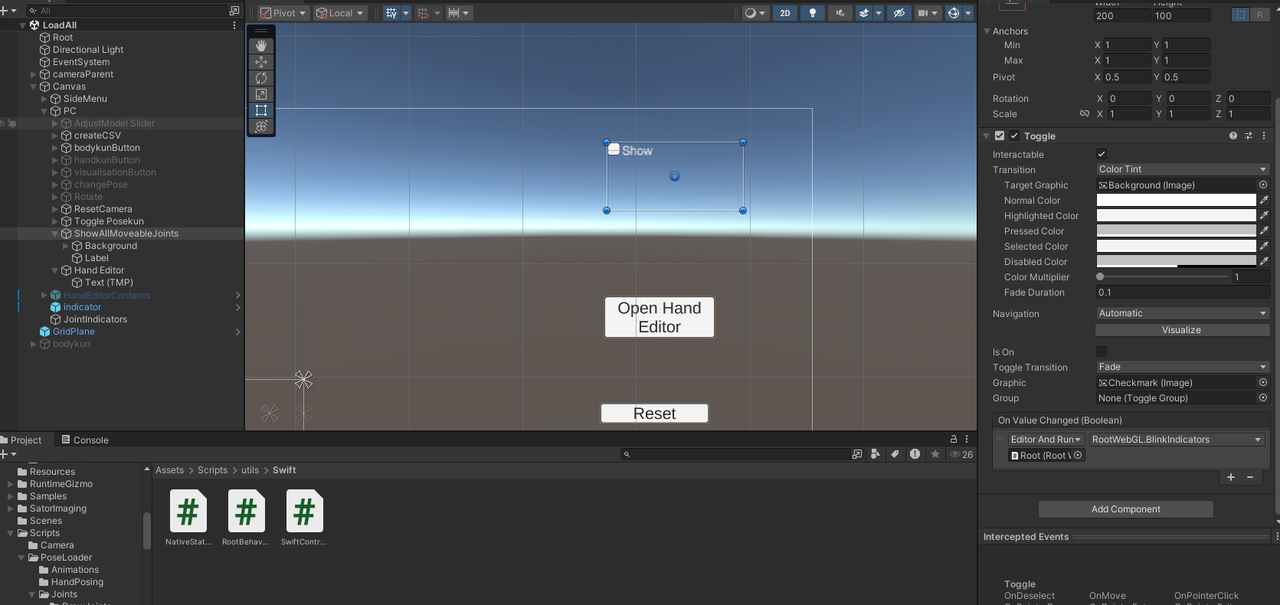 All
Pivot
Local
2D
LoadAll
Root
Directional Light
EventSystem
cameraParent
Canvas
SideMenu
PC
AdjustModel Slider
createCSV
bodykunButton
handkunButton
visualisationButton
changePose
Rotate
ResetCamera
Toggle Posekun
ShowAllMoveableJoints
Background
Label
Hand Editor
Text (TMP)
HandEditorContents
indicator
JointIndicators
GridPlane
bodykun
Show
Open Hand
Editor
Reset
200 100
Anchors
Min X 1 Y 1
Max X 1 Y 1
Pivot X 0.5 Y 0.5
Rotation X 0 Y 0 Z 0
Scale X 1 Y 1 Z 1
Toggle
Interactable
Transition Color Tint
Target Graphic Background (Image)
Normal Color
Highlighted Color
Pressed Color
Selected Color
Disabled Color
Color Multiplier 1
Fade Duration 0.1
Navigation Automatic
Visualize
Is On
Toggle Transition Fade
Graphic Checkmark (Image)
Group None (Toggle Group)
On Value Changed (Boolean)
Editor And Run RootWebGL.BlinkIndicators
Root (Root
Add Component
Intercepted Events
Toggle
OnDeselect OnMove OnPointerClick
Project Console
26
Resources
RuntimeGizmo
Samples
SatorImaging
Scenes
Scripts
Camera
PoseLoader
Animations
HandPosing
Joints
Assets > Scripts > utils > Swift
NativeStat... RootBehav... SwiftContr...